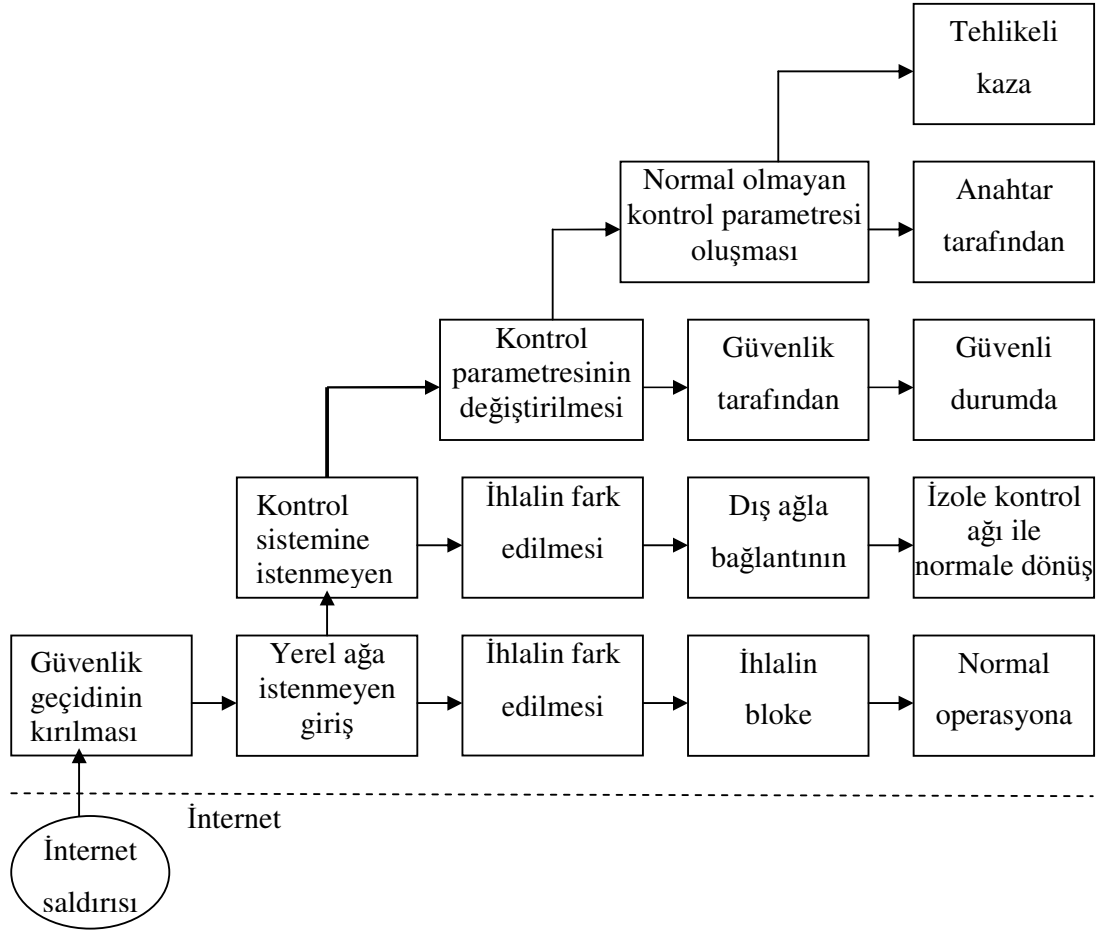 Tehlikeli
kaza
Normal olmayan
kontrol parametresi
oluşması
Anahtar
tarafından
Kontrol
parametresinin
değiştirilmesi
Güvenlik
tarafından
Güvenli
durumda
Kontrol
sistemine
istenmeyen
İhlalin fark
edilmesi
Dış ağla
bağlantının
İzole kontrol
ağı ile
normale dönüş
Güvenlik
geçidinin
kırılması
Yerel ağa
istenmeyen
giriş
İhlalin fark
edilmesi
İhlalin
bloke
Normal
operasyona
İnternet
İnternet
saldırısı